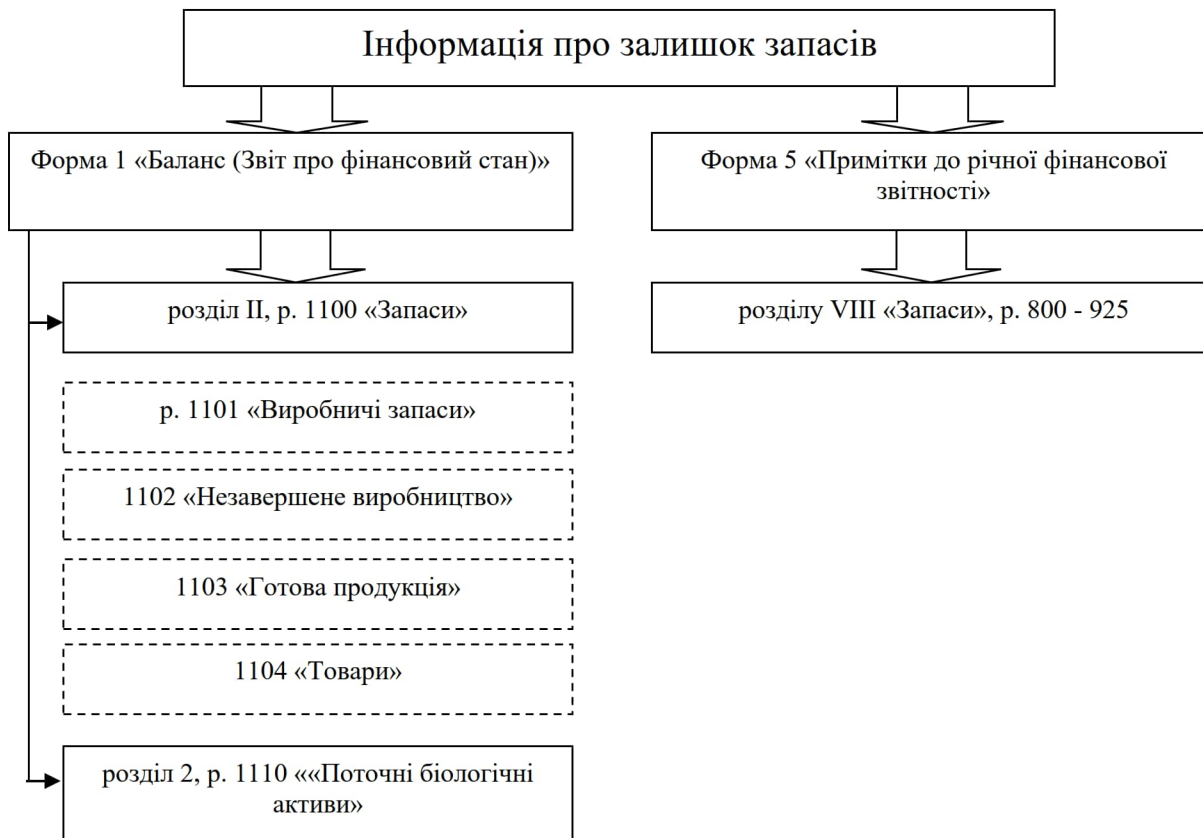 Інформація про залишок запасів
Форма 1 «Баланс (Звіт про фінансовий стан)»
Форма 5 «Примітки до річної фінансової
звітності»
розділ II, р. 1100 «Запаси»
розділу VIII «Запаси», р. 800 - 925
р. 1101 «Виробничі запаси»
1102 «Незавершене виробництво»
1103 «Готова продукція»
1104 «Товари»
розділ 2, р. 1110 ««Поточні біологічні
активи»